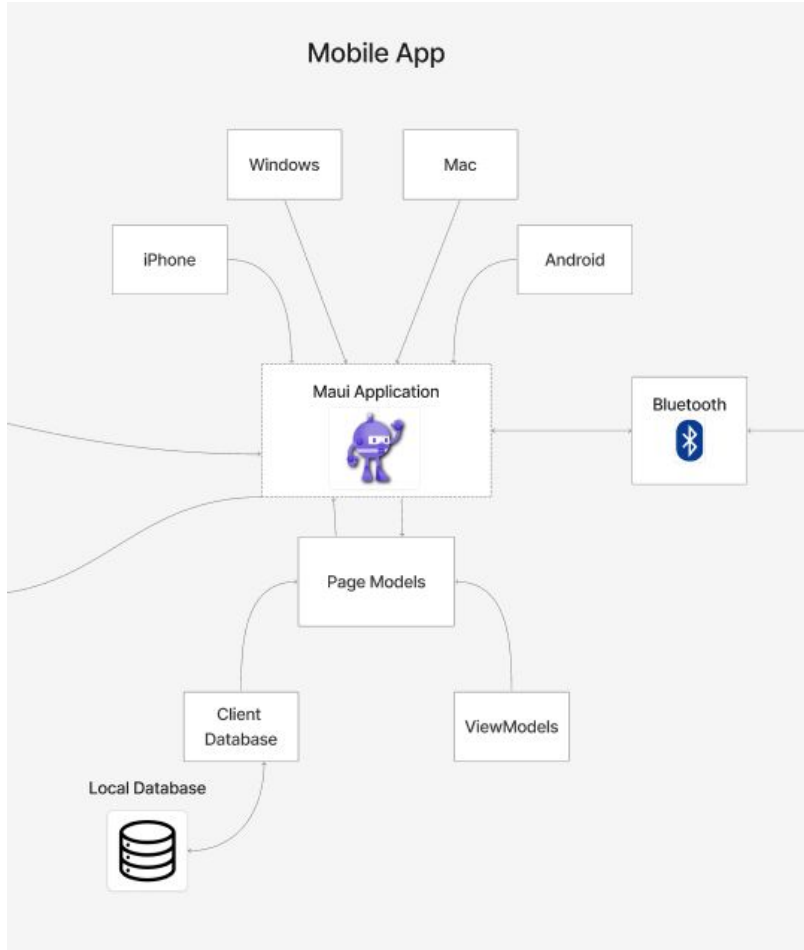 Mobile App
Windows
Mac
iPhone
Android
Maui Application
Bluetooth
Page Models
Client
Database
ViewModels
Local Database